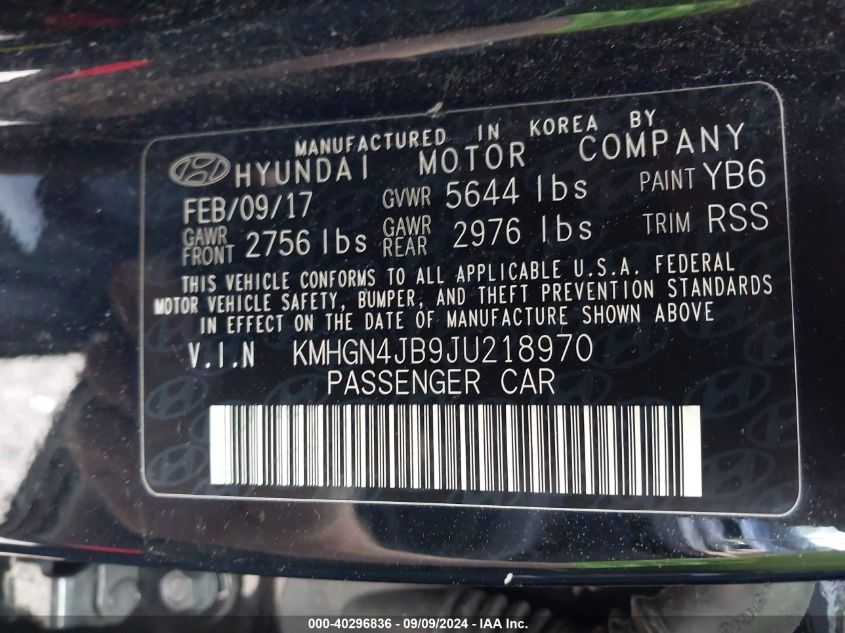 MANUFACTURED IN KOREA BY
HYUNDAI MOTOR COMPANY
FEB/09/17 GVWR 5644 lbs PAINT YB6
GAWR FRONT 2756 lbs GAWR REAR 2976 lbs TRIM RSS
THIS VEHICLE CONFORMS TO ALL APPLICABLE U.S.A. FEDERAL
MOTOR VEHICLE SAFETY, BUMPER, AND THEFT PREVENTION STANDARDS
IN EFFECT ON THE DATE OF MANUFACTURE SHOWN ABOVE
V.I.N KMHGN4JB9JU218970
PASSENGER CAR
000-40296836 - 09/09/2024 - IAA Inc.